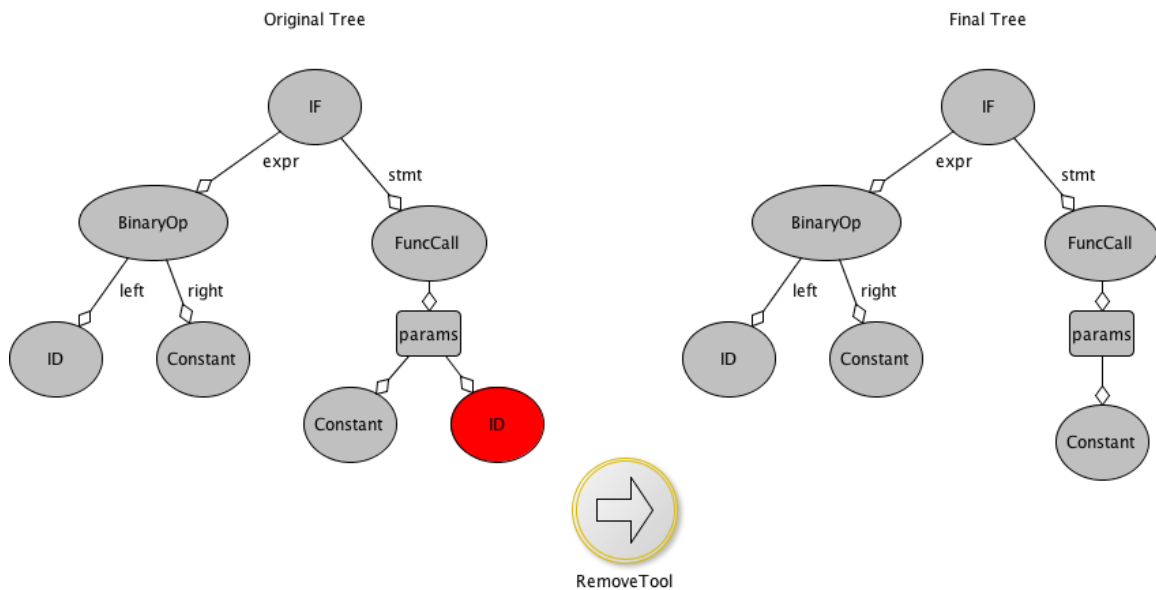 Original Tree
Final Tree
IF
expr
stmt
BinaryOp
FuncCall
left
right
params
ID
Constant
Constant
ID
IF
expr
stmt
BinaryOp
FuncCall
left
right
params
ID
Constant
Constant
RemoveTool